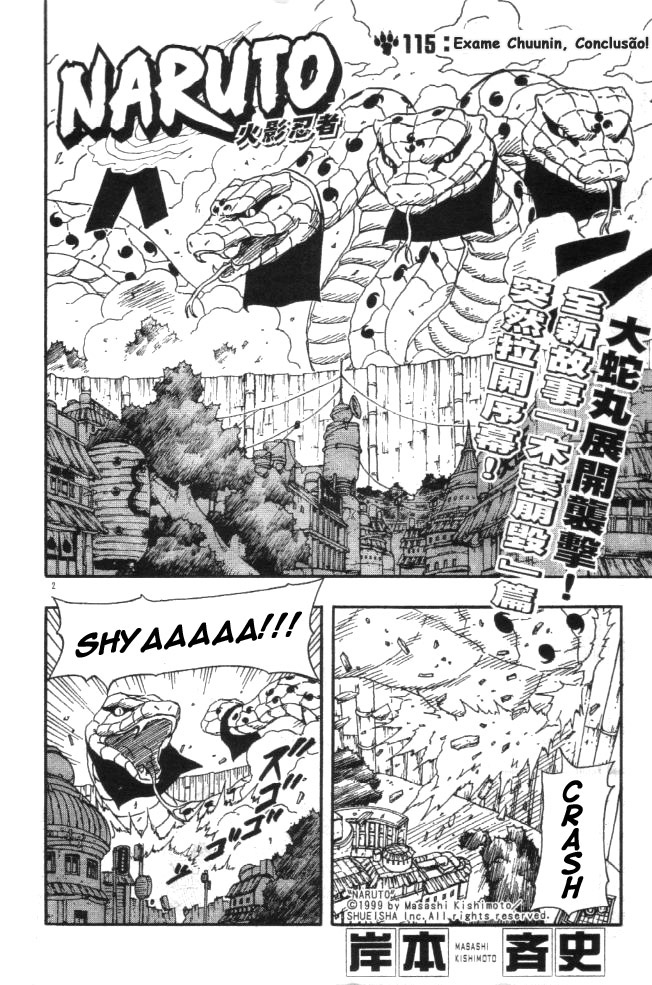 NARUTO
火影忍者
115 : Exame Chuunin, Conclusão!
大蛇丸展開襲擊！
全新故事「木葉崩毀」篇
突然拉開序幕！
2
CRASH
SHYAAAAA!!!
ズズ
ゴゴゴ
"NARUTO"
©1999 by Masashi Kishimoto/
SHUEISHA Inc. All rights reserved.
岸本 MASASHI
KISHIMOTO 斉史